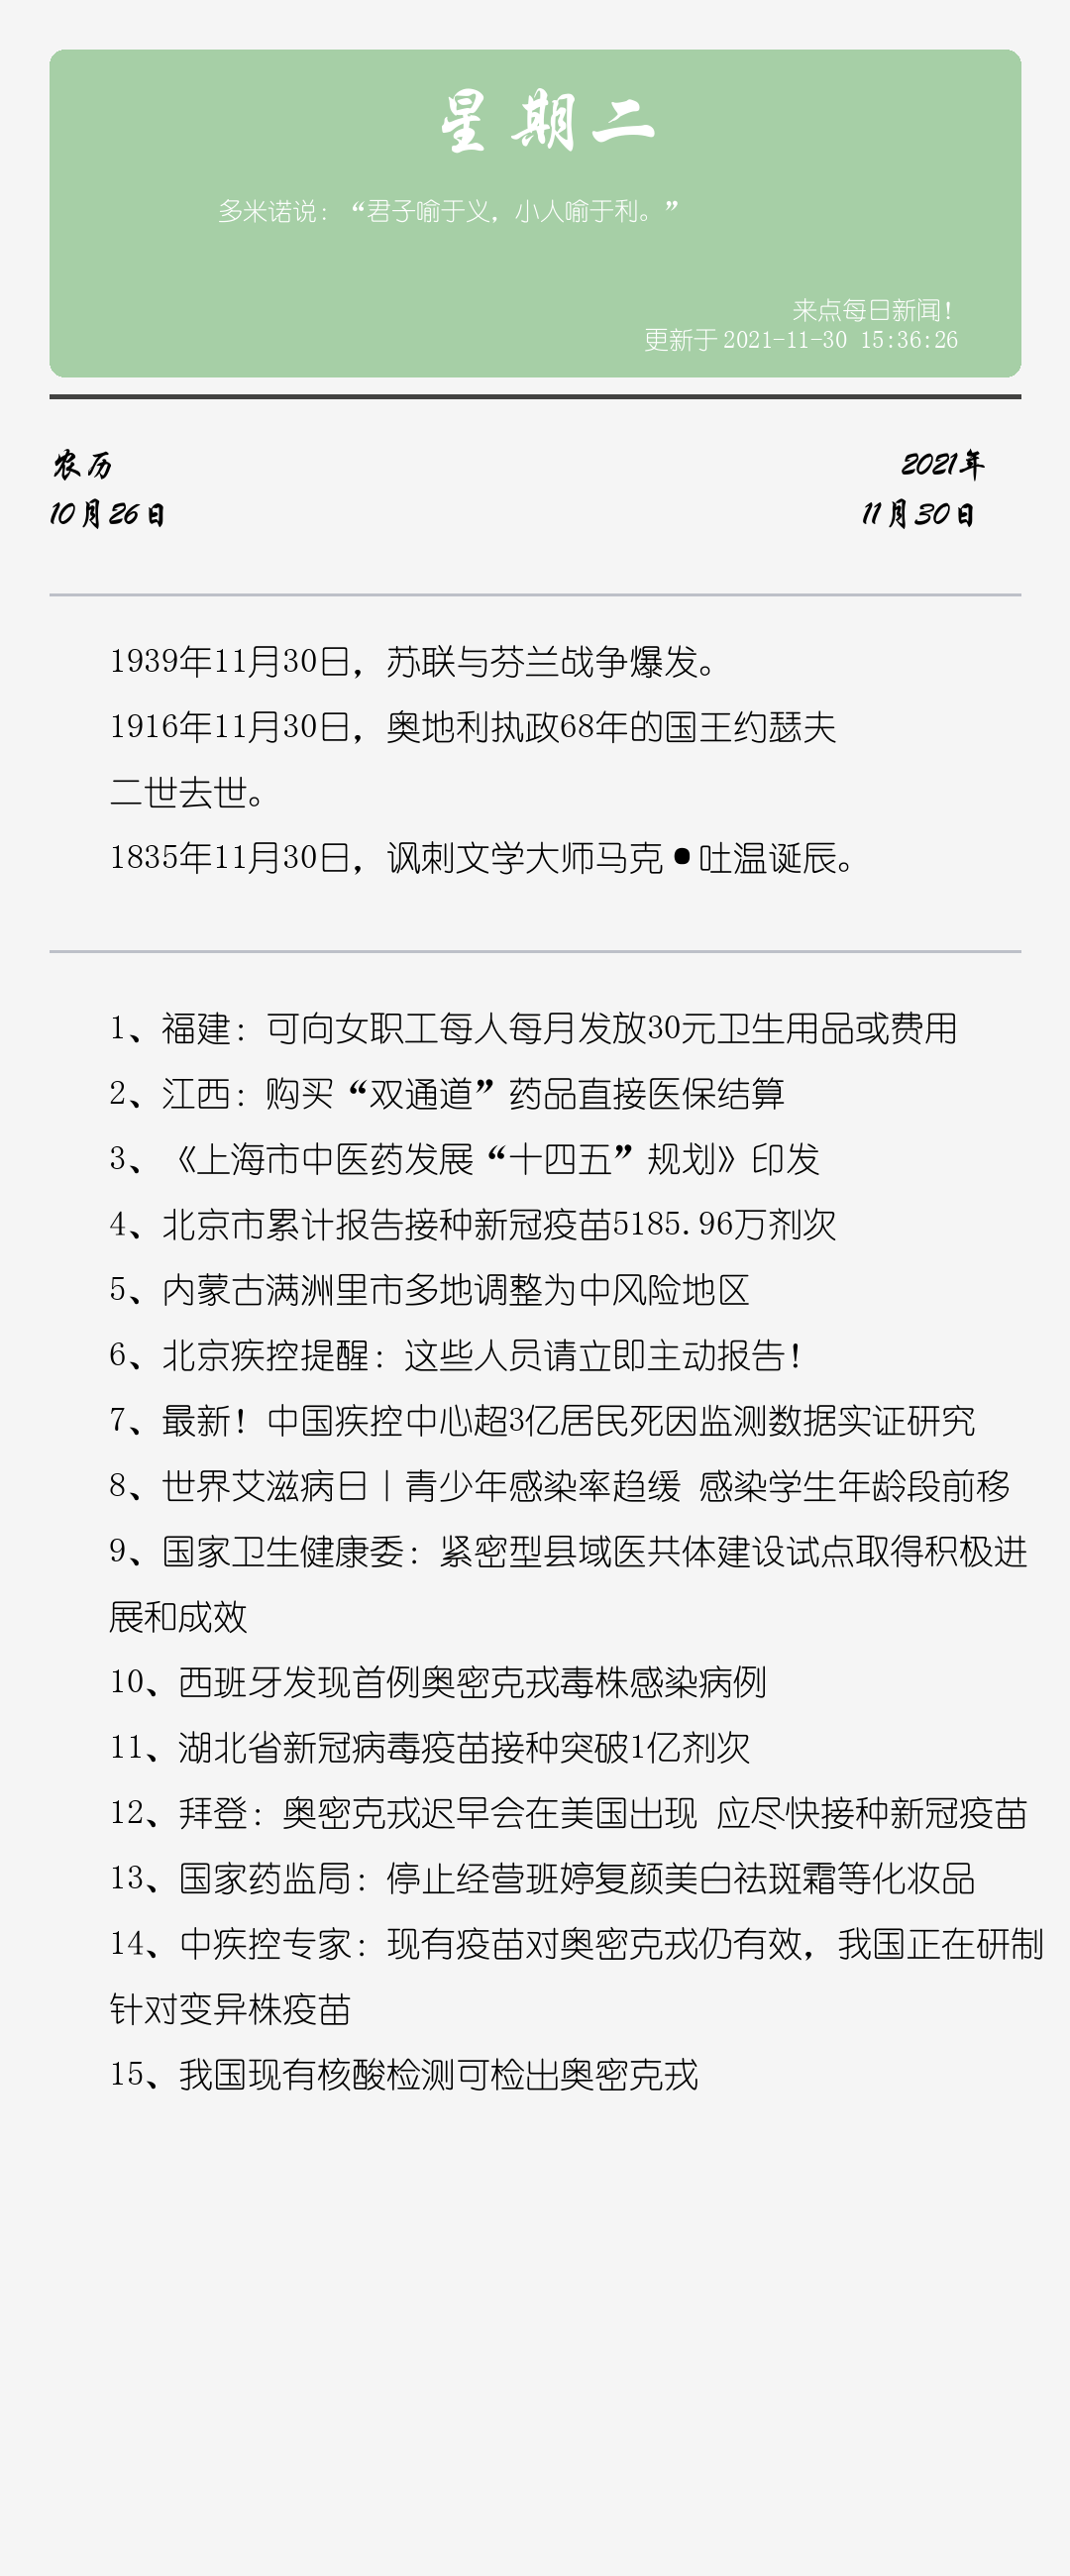 星期二
多米诺说：“君子喻于义，小人喻于利。”
来点每日新闻！
更新于 2021-11-30 15:36:26
农历
10月26日
2021年
11月30日
1939年11月30日，苏联与芬兰战争爆发。
1916年11月30日，奥地利执政68年的国王约瑟夫
二世去世。
1835年11月30日，讽刺文学大师马克●吐温诞辰。
1、福建：可向女职工每人每月发放30元卫生用品或费用
2、江西：购买“双通道”药品直接医保结算
3、《上海市中医药发展“十四五”规划》印发
4、北京市累计报告接种新冠疫苗5185.96万剂次
5、内蒙古满洲里市多地调整为中风险地区
6、北京疾控提醒：这些人员请立即主动报告！
7、最新！中国疾控中心超3亿居民死因监测数据实证研究
8、世界艾滋病日丨青少年感染率趋缓 感染学生年龄段前移
9、国家卫生健康委：紧密型县域医共体建设试点取得积极进
展和成效
10、西班牙发现首例奥密克戎毒株感染病例
11、湖北省新冠病毒疫苗接种突破1亿剂次
12、拜登：奥密克戎迟早会在美国出现 应尽快接种新冠疫苗
13、国家药监局：停止经营班婷复颜美白祛斑霜等化妆品
14、中疾控专家：现有疫苗对奥密克戎仍有效，我国正在研制
针对变异株疫苗
15、我国现有核酸检测可检出奥密克戎